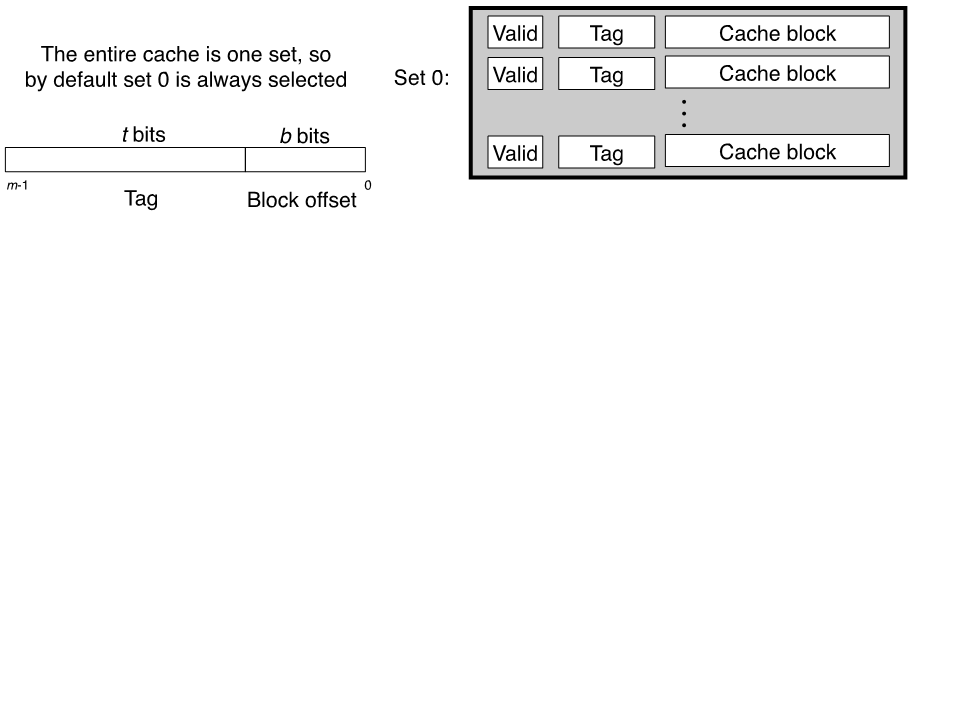 The entire cache is one set, so
by default set 0 is always selected
t bits
b bits
m-1
0
Tag
Block offset
Set 0:
Valid Tag Cache block
Valid Tag Cache block
⋮
Valid Tag Cache block